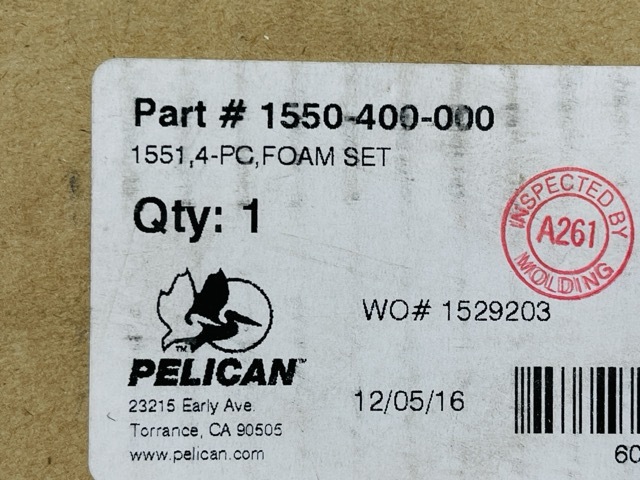 Part # 1550-400-000
1551,4-PC,FOAM SET
Qty: 1
INSPECTED BY
A261
MOLDING
WO# 1529203
PELICAN™
23215 Early Ave.
Torrance, CA 90505
www.pelican.com
12/05/16
60